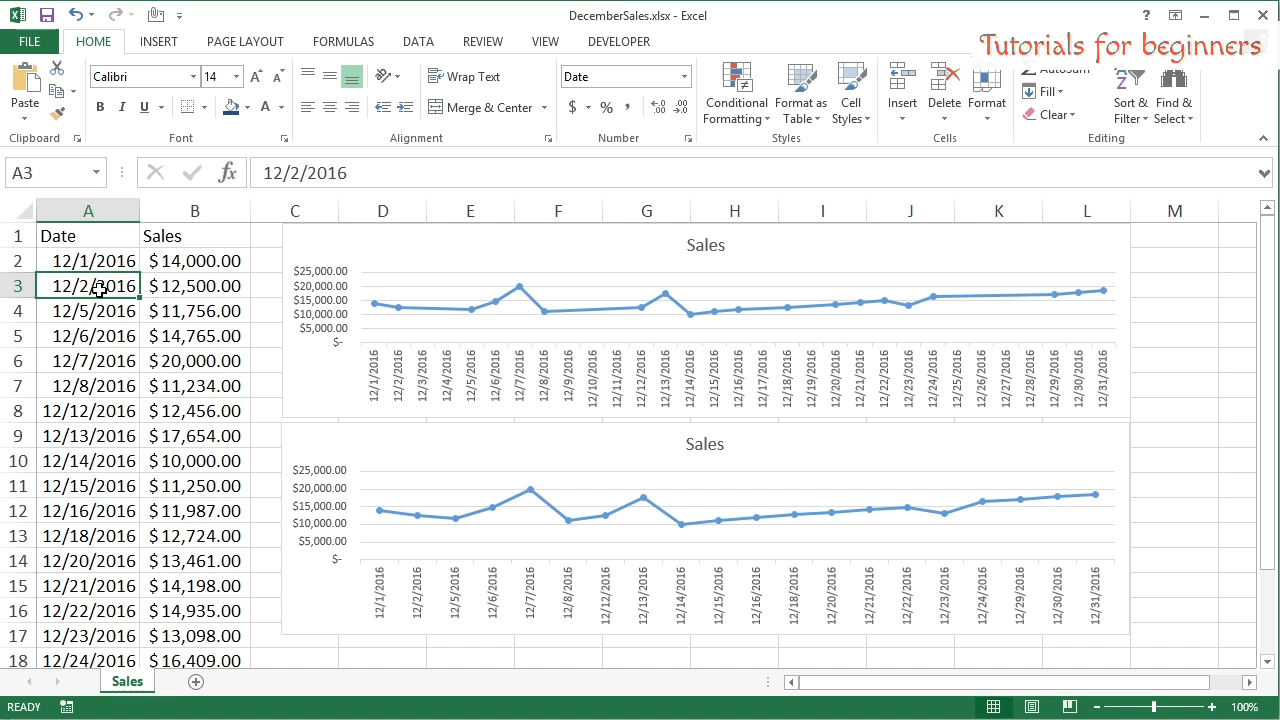 DecemberSales.xlsx - Excel
FILE HOME INSERT PAGE LAYOUT FORMULAS DATA REVIEW VIEW DEVELOPER
Tutorials for beginners
Paste
Calibri 14
B I U
Wrap Text
Merge & Center
Date
$ % ,
Conditional Formatting
Format as Table
Cell Styles
Insert Delete Format
AutoSum
Fill
Clear
Sort & Filter
Find & Select
Clipboard Font Alignment Number Styles Cells Editing
A3 fx 12/2/2016
A B C D E F G H I J K L M
1 Date Sales
2 12/1/2016 $ 14,000.00
3 12/2/2016 $ 12,500.00
4 12/5/2016 $ 11,756.00
5 12/6/2016 $ 14,765.00
6 12/7/2016 $ 20,000.00
7 12/8/2016 $ 11,234.00
8 12/12/2016 $ 12,456.00
9 12/13/2016 $ 17,654.00
10 12/14/2016 $ 10,000.00
11 12/15/2016 $ 11,250.00
12 12/16/2016 $ 11,987.00
13 12/18/2016 $ 12,724.00
14 12/20/2016 $ 13,461.00
15 12/21/2016 $ 14,198.00
16 12/22/2016 $ 14,935.00
17 12/23/2016 $ 13,098.00
18 12/24/2016 $ 16,409.00
Sales
$25,000.00
$20,000.00
$15,000.00
$10,000.00
$5,000.00
$-
12/1/2016 12/2/2016 12/3/2016 12/4/2016 12/5/2016 12/6/2016 12/7/2016 12/8/2016 12/9/2016 12/10/2016 12/11/2016 12/12/2016 12/13/2016 12/14/2016 12/15/2016 12/16/2016 12/17/2016 12/18/2016 12/19/2016 12/20/2016 12/21/2016 12/22/2016 12/23/2016 12/24/2016 12/25/2016 12/26/2016 12/27/2016 12/28/2016 12/29/2016 12/30/2016 12/31/2016
Sales
$25,000.00
$20,000.00
$15,000.00
$10,000.00
$5,000.00
$-
12/1/2016 12/2/2016 12/5/2016 12/6/2016 12/7/2016 12/8/2016 12/12/2016 12/13/2016 12/14/2016 12/15/2016 12/16/2016 12/18/2016 12/20/2016 12/21/2016 12/22/2016 12/23/2016 12/24/2016 12/29/2016 12/30/2016 12/31/2016
Sales
READY 100%